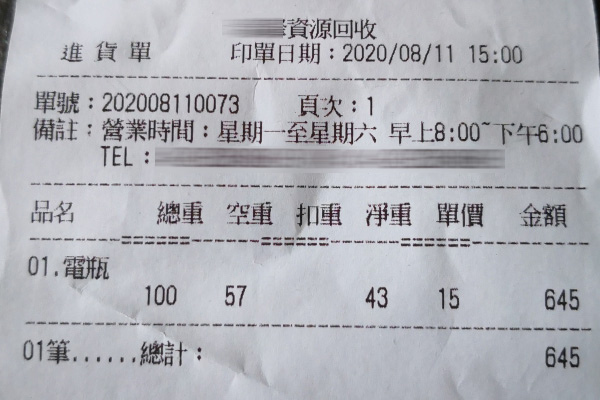 資源回收
進貨單 印單日期：2020/08/11 15:00
單號：202008110073 頁次：1
備註：營業時間：星期一至星期六 早上8:00~下午6:00
TEL：
品名 總重 空重 扣重 淨重 單價 金額
01.電瓶
100 57 43 15 645
01筆......總計： 645